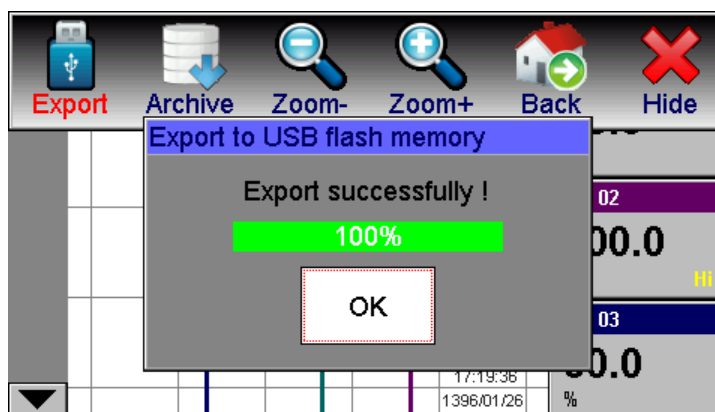 Export Archive Zoom- Zoom+ Back Hide
Export to USB flash memory
Export successfully !
100%
OK
02
00.0
Hi
03
0.0
17:19:36
1396/01/26
%